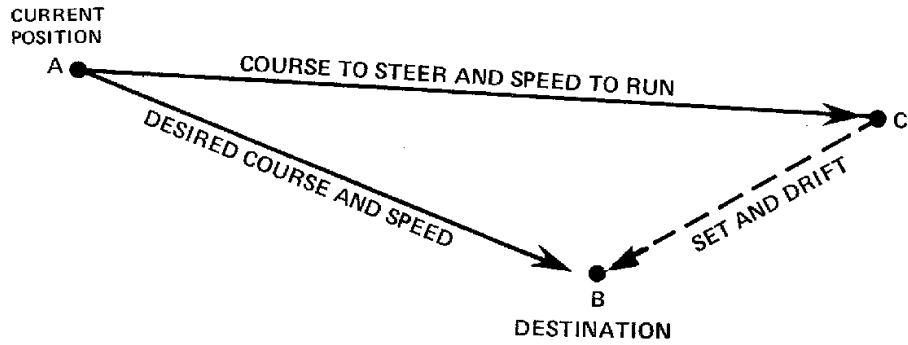 CURRENT
POSITION
A
COURSE TO STEER AND SPEED TO RUN
C
DESIRED COURSE AND SPEED
SET AND DRIFT
B
DESTINATION